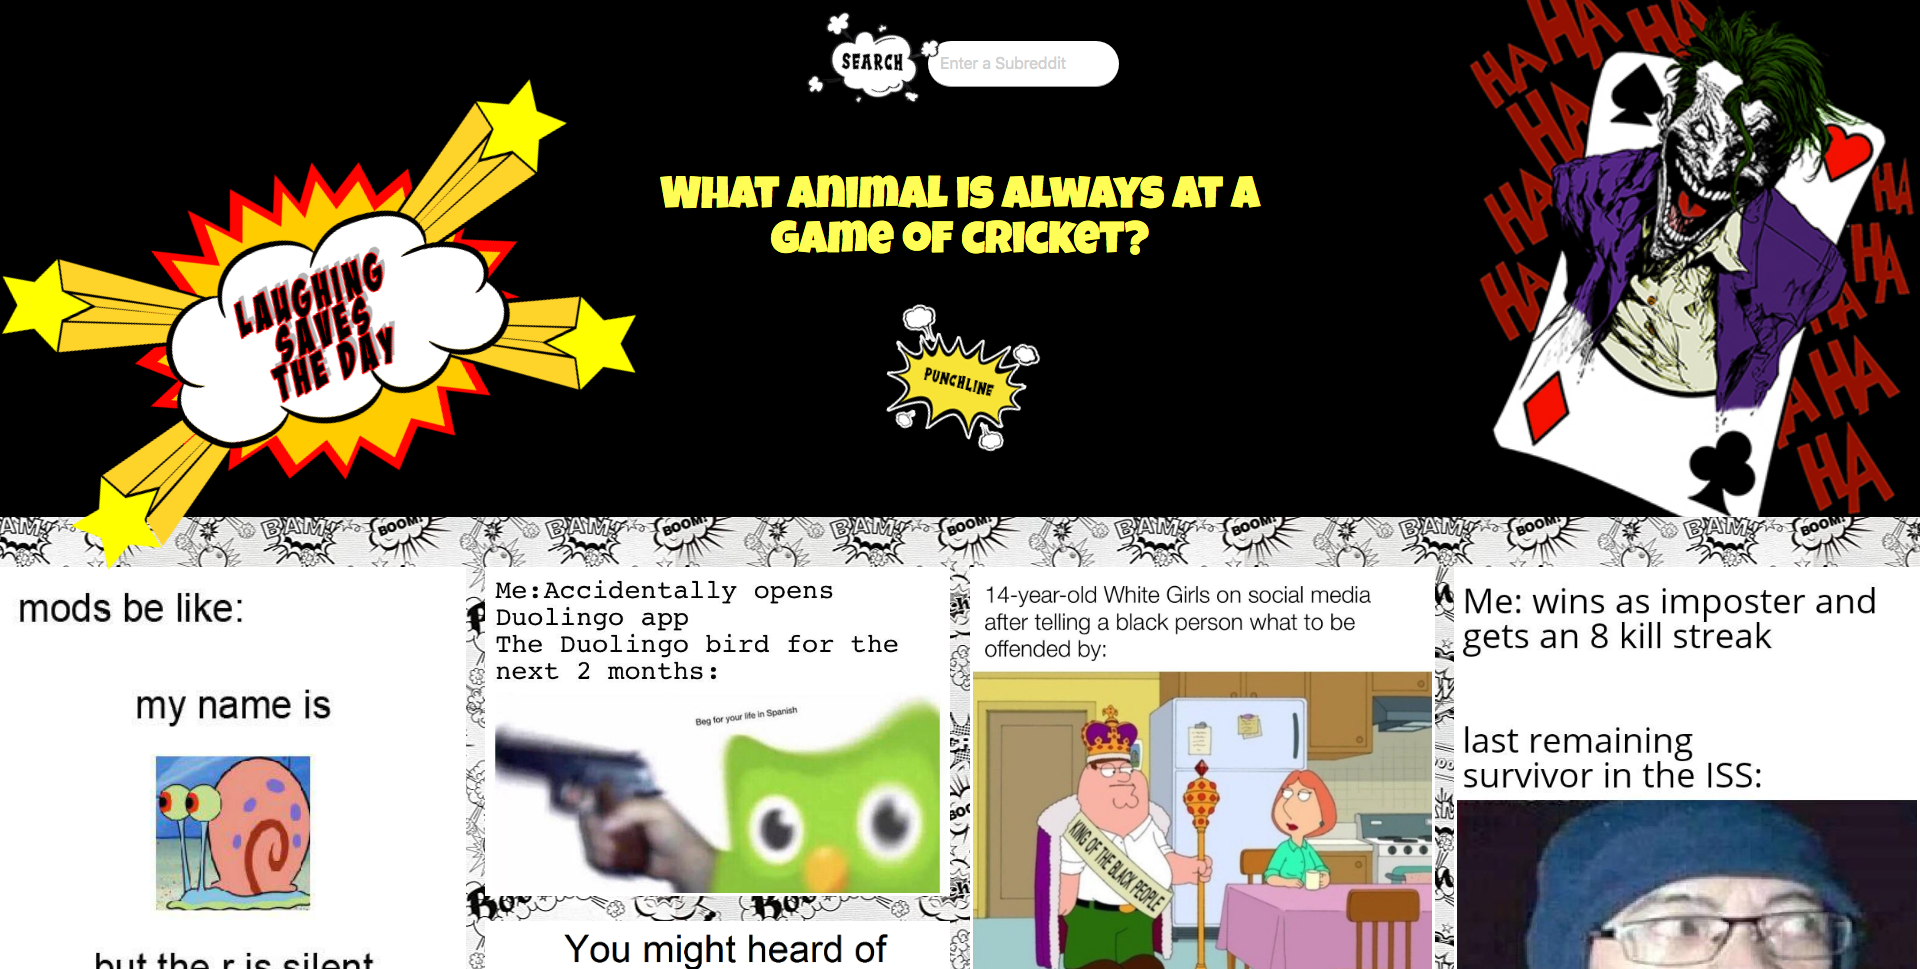 SEARCH
Enter a Subreddit
WHAT ANIMAL IS ALWAYS AT A
GAME OF CRICKET?
LAUGHING
SAVES
THE DAY
PUNCHLINE
HA HA
HA HA
HA
HA
HA
HA
HA
HA
A HA
HA
BAM!
BOOM!
BAM!
BOOM!
BAM!
BOOM!
BAM!
BOOM!
BAM!
BOOM!
BAM!
BOOM!
BAM!
mods be like:
my name is
but the r is silent
Me:Accidentally opens
Duolingo app
The Duolingo bird for the
next 2 months:
Beg for your life in Spanish
You might heard of
14-year-old White Girls on social media
after telling a black person what to be
offended by:
KING OF THE BLACK PEOPLE
Me: wins as imposter and
gets an 8 kill streak
last remaining
survivor in the ISS: